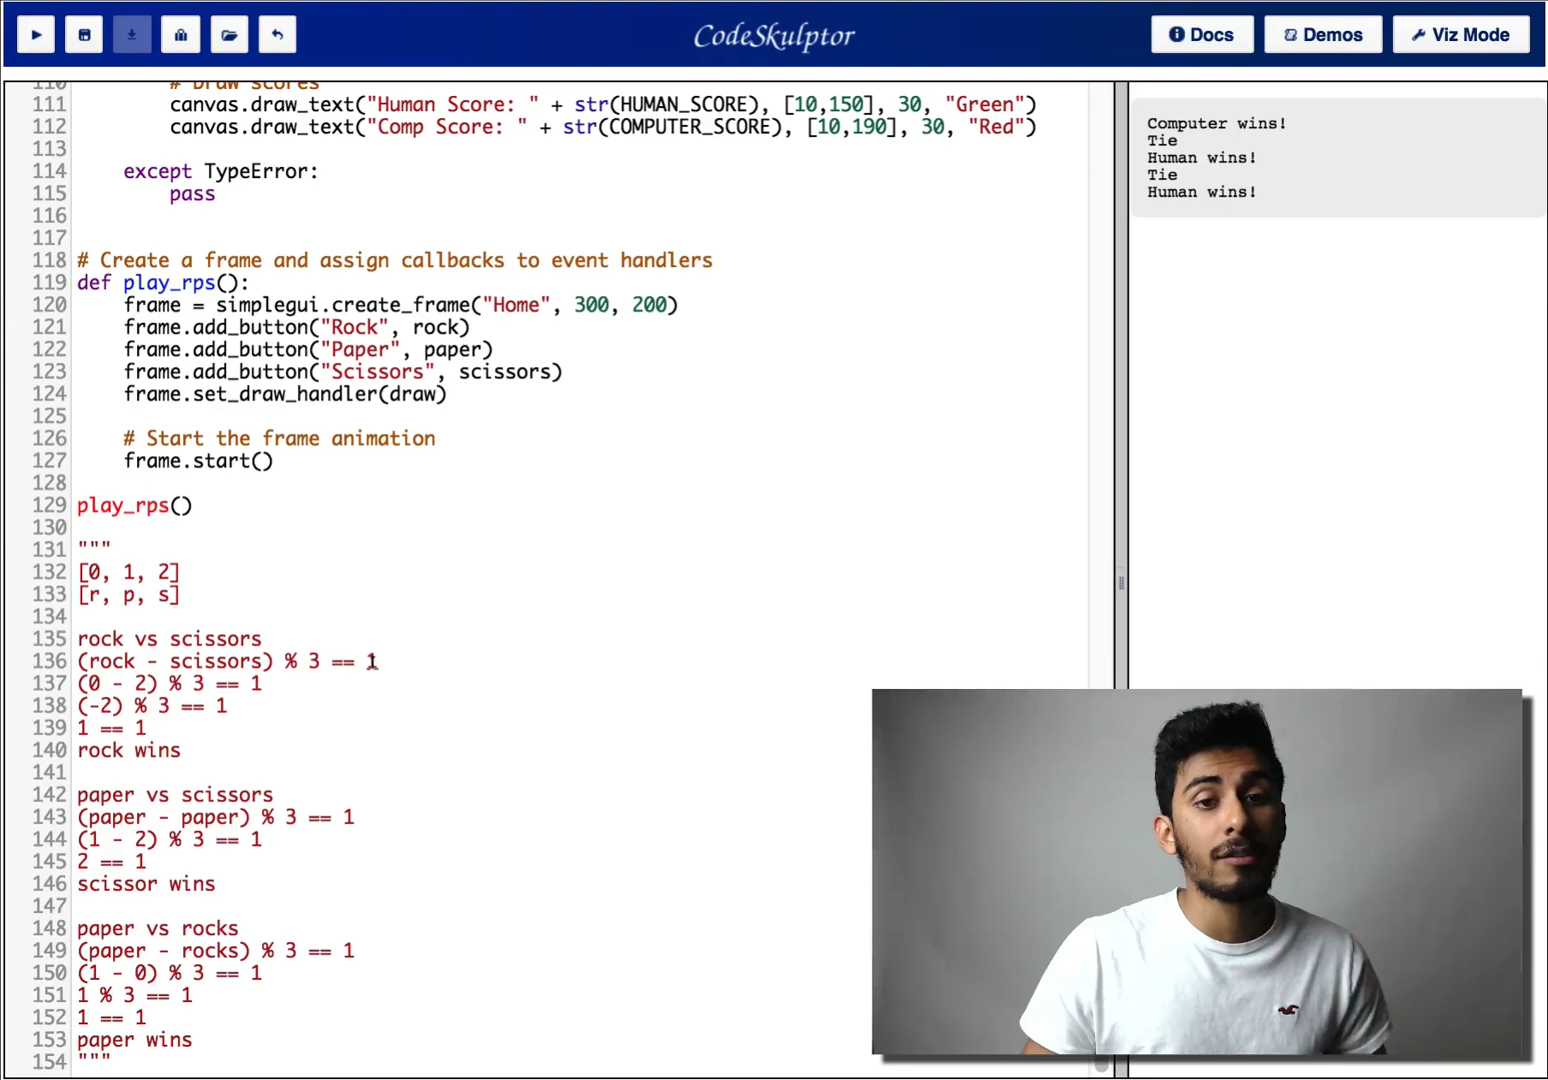 CodeSkulptor
Docs
Demos
Viz Mode
110 # Draw scores
111 canvas.draw_text("Human Score: " + str(HUMAN_SCORE), [10,150], 30, "Green")
112 canvas.draw_text("Comp Score: " + str(COMPUTER_SCORE), [10,190], 30, "Red")
113
114 except TypeError:
115 pass
116
117
118 # Create a frame and assign callbacks to event handlers
119 def play_rps():
120 frame = simplegui.create_frame("Home", 300, 200)
121 frame.add_button("Rock", rock)
122 frame.add_button("Paper", paper)
123 frame.add_button("Scissors", scissors)
124 frame.set_draw_handler(draw)
125
126 # Start the frame animation
127 frame.start()
128
129 play_rps()
130
131 """
132 [0, 1, 2]
133 [r, p, s]
134
135 rock vs scissors
136 (rock - scissors) % 3 == 1
137 (0 - 2) % 3 == 1
138 (-2) % 3 == 1
139 1 == 1
140 rock wins
141
142 paper vs scissors
143 (paper - paper) % 3 == 1
144 (1 - 2) % 3 == 1
145 2 == 1
146 scissor wins
147
148 paper vs rocks
149 (paper - rocks) % 3 == 1
150 (1 - 0) % 3 == 1
151 1 % 3 == 1
152 1 == 1
153 paper wins
154 """
Computer wins!
Tie
Human wins!
Tie
Human wins!